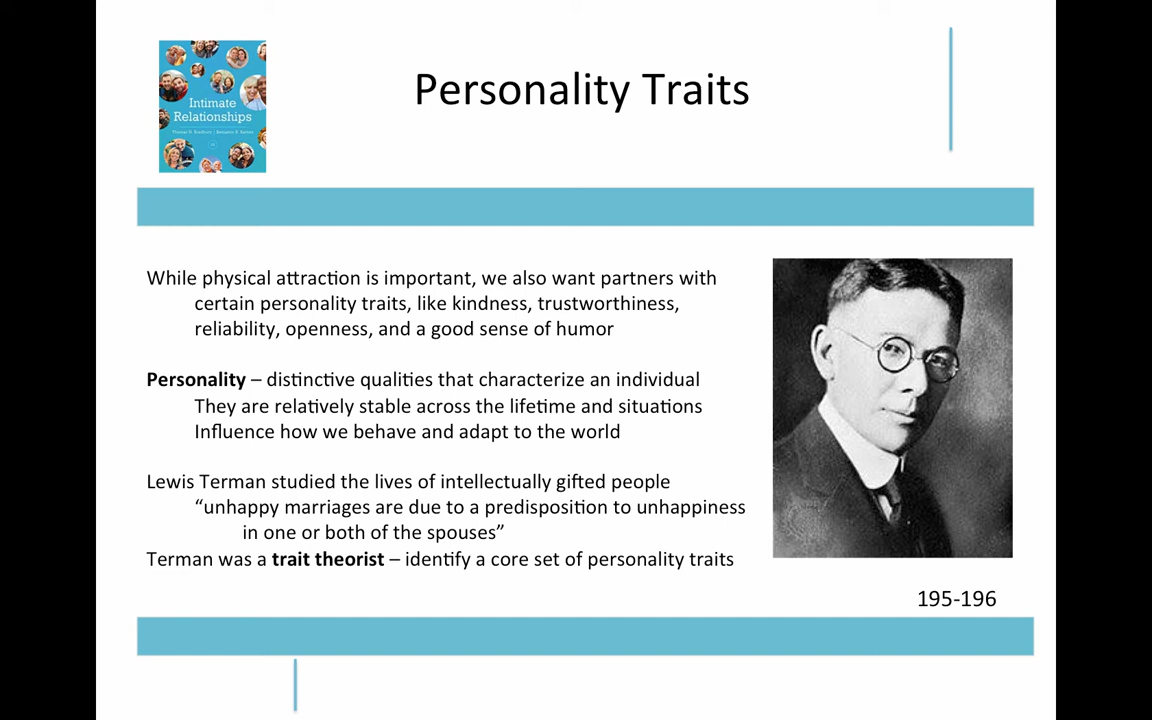 Intimate
Relationships
Personality Traits
While physical attraction is important, we also want partners with
certain personality traits, like kindness, trustworthiness,
reliability, openness, and a good sense of humor
Personality – distinctive qualities that characterize an individual
They are relatively stable across the lifetime and situations
Influence how we behave and adapt to the world
Lewis Terman studied the lives of intellectually gifted people
“unhappy marriages are due to a predisposition to unhappiness
in one or both of the spouses”
Terman was a trait theorist – identify a core set of personality traits
195-196